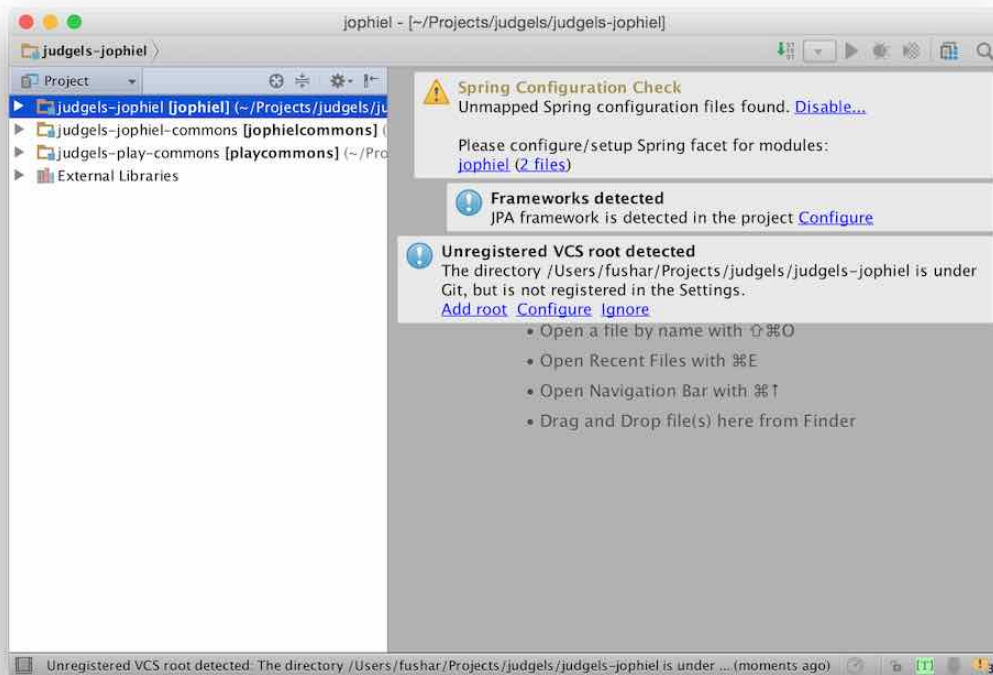 jophiel - [~/Projects/judgels/judgels-jophiel]
judgels-jophiel
Project
judgels-jophiel [jophiel] (~/Projects/judgels/ju
judgels-jophiel-commons [jophielcommons] (
judgels-play-commons [playcommons] (~/Pro
External Libraries
Spring Configuration Check
Unmapped Spring configuration files found. Disable...
Please configure/setup Spring facet for modules:
jophiel (2 files)
Frameworks detected
JPA framework is detected in the project Configure
Unregistered VCS root detected
The directory /Users/fushar/Projects/judgels/judgels-jophiel is under
Git, but is not registered in the Settings.
Add root Configure Ignore
• Open a file by name with ⇧⌘O
• Open Recent Files with ⌘E
• Open Navigation Bar with ⌘↑
• Drag and Drop file(s) here from Finder
Unregistered VCS root detected: The directory /Users/fushar/Projects/judgels/judgels-jophiel is under ... (moments ago) [T] 3